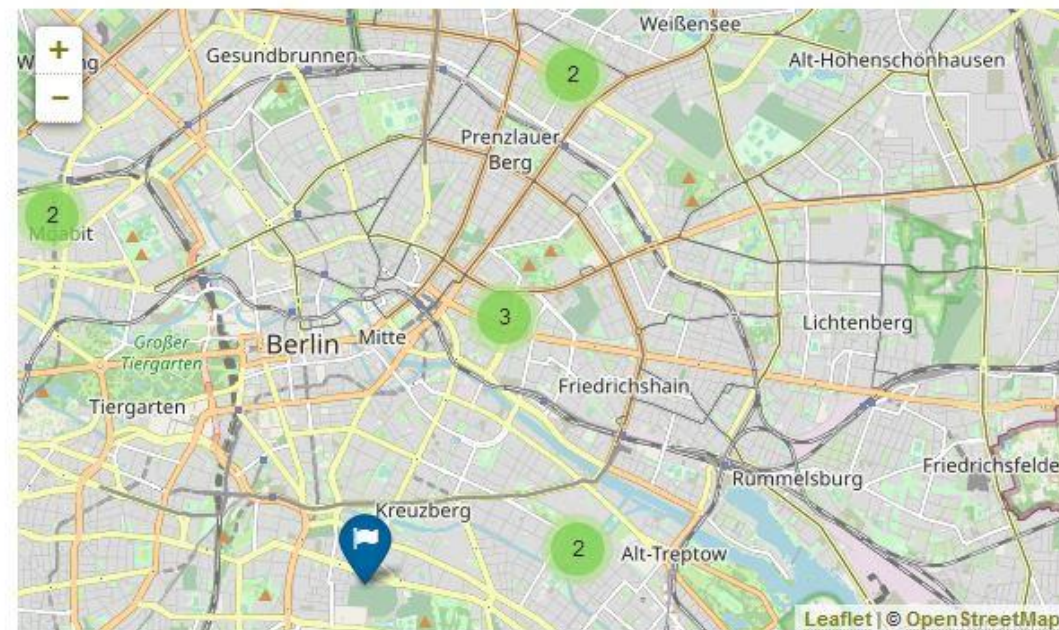 Weißensee
+
Gesundbrunnen
Alt-Hohenschönhausen
−
2
Prenzlauer
Berg
2
Moabit
3
Mitte
Lichtenberg
Großer
Tiergarten
Berlin
Friedrichshain
Tiergarten
Friedrichsfelde
Rummelsburg
Kreuzberg
2
Alt-Treptow
Leaflet | © OpenStreetMap